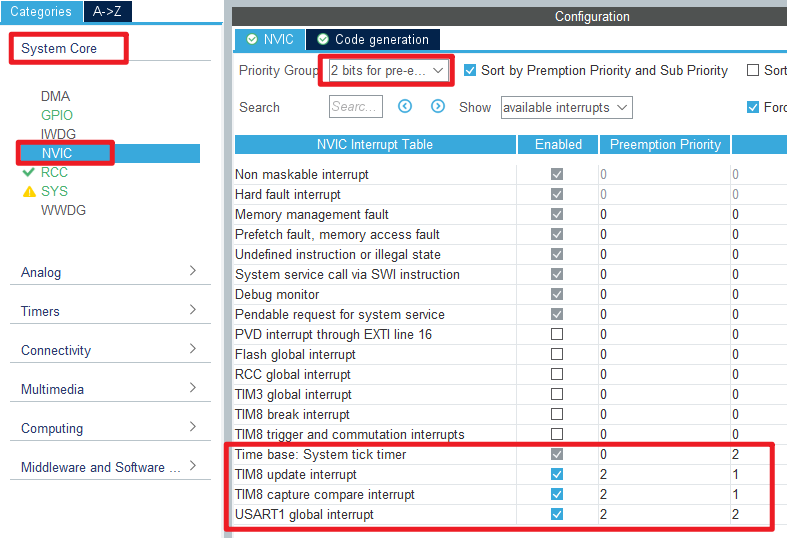 Categories A->Z
System Core
DMA
GPIO
IWDG
NVIC
RCC
SYS
WWDG
Analog
Timers
Connectivity
Multimedia
Computing
Middleware and Software ...
Configuration
NVIC Code generation
Priority Group 2 bits for pre-e... Sort by Premption Priority and Sub Priority Sort
Search Searc... Show available interrupts Forc
NVIC Interrupt Table Enabled Preemption Priority
Non maskable interrupt 0 0
Hard fault interrupt 0 0
Memory management fault 0 0
Prefetch fault, memory access fault 0 0
Undefined instruction or illegal state 0 0
System service call via SWI instruction 0 0
Debug monitor 0 0
Pendable request for system service 0 0
PVD interrupt through EXTI line 16 0 0
Flash global interrupt 0 0
RCC global interrupt 0 0
TIM3 global interrupt 0 0
TIM8 break interrupt 0 0
TIM8 trigger and commutation interrupts 0 0
Time base: System tick timer 0 2
TIM8 update interrupt 2 1
TIM8 capture compare interrupt 2 1
USART1 global interrupt 2 2